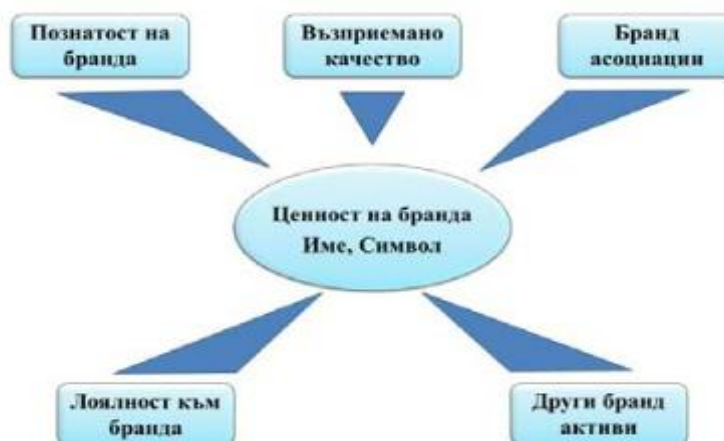 Познатост на
бранда
Възприемано
качество
Бранд
асоциации
Ценност на бранда
Име, Символ
Лоялност към
бранда
Други бранд
активи